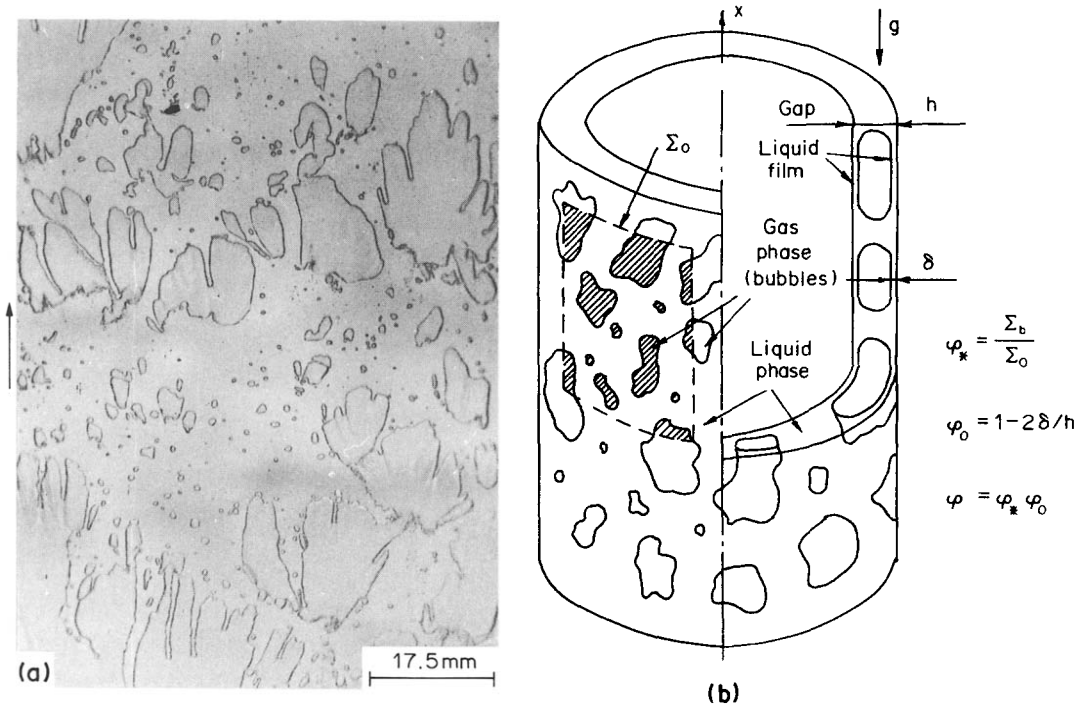 (a)
17.5mm
x
g
Gap
h
Liquid
film
Σ₀
Gas
phase
(bubbles)
δ
Liquid
phase
φ* = Σb / Σ₀
φ₀ = 1-2δ/h
φ = φ* φ₀
(b)